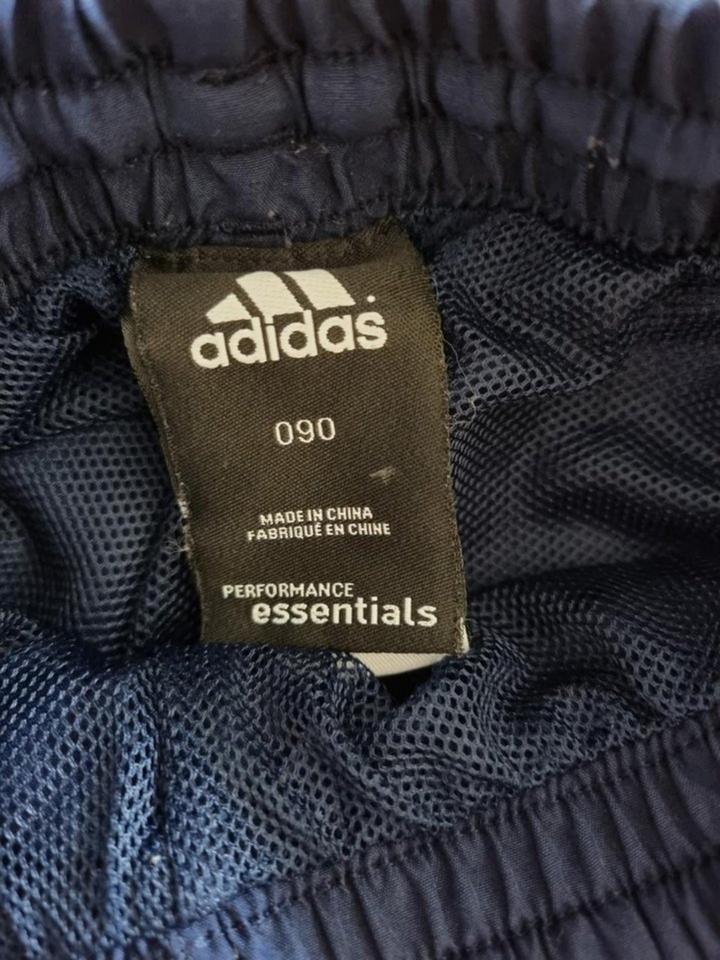 adidas
090
MADE IN CHINA
FABRIQUÉ EN CHINE
PERFORMANCE
essentials